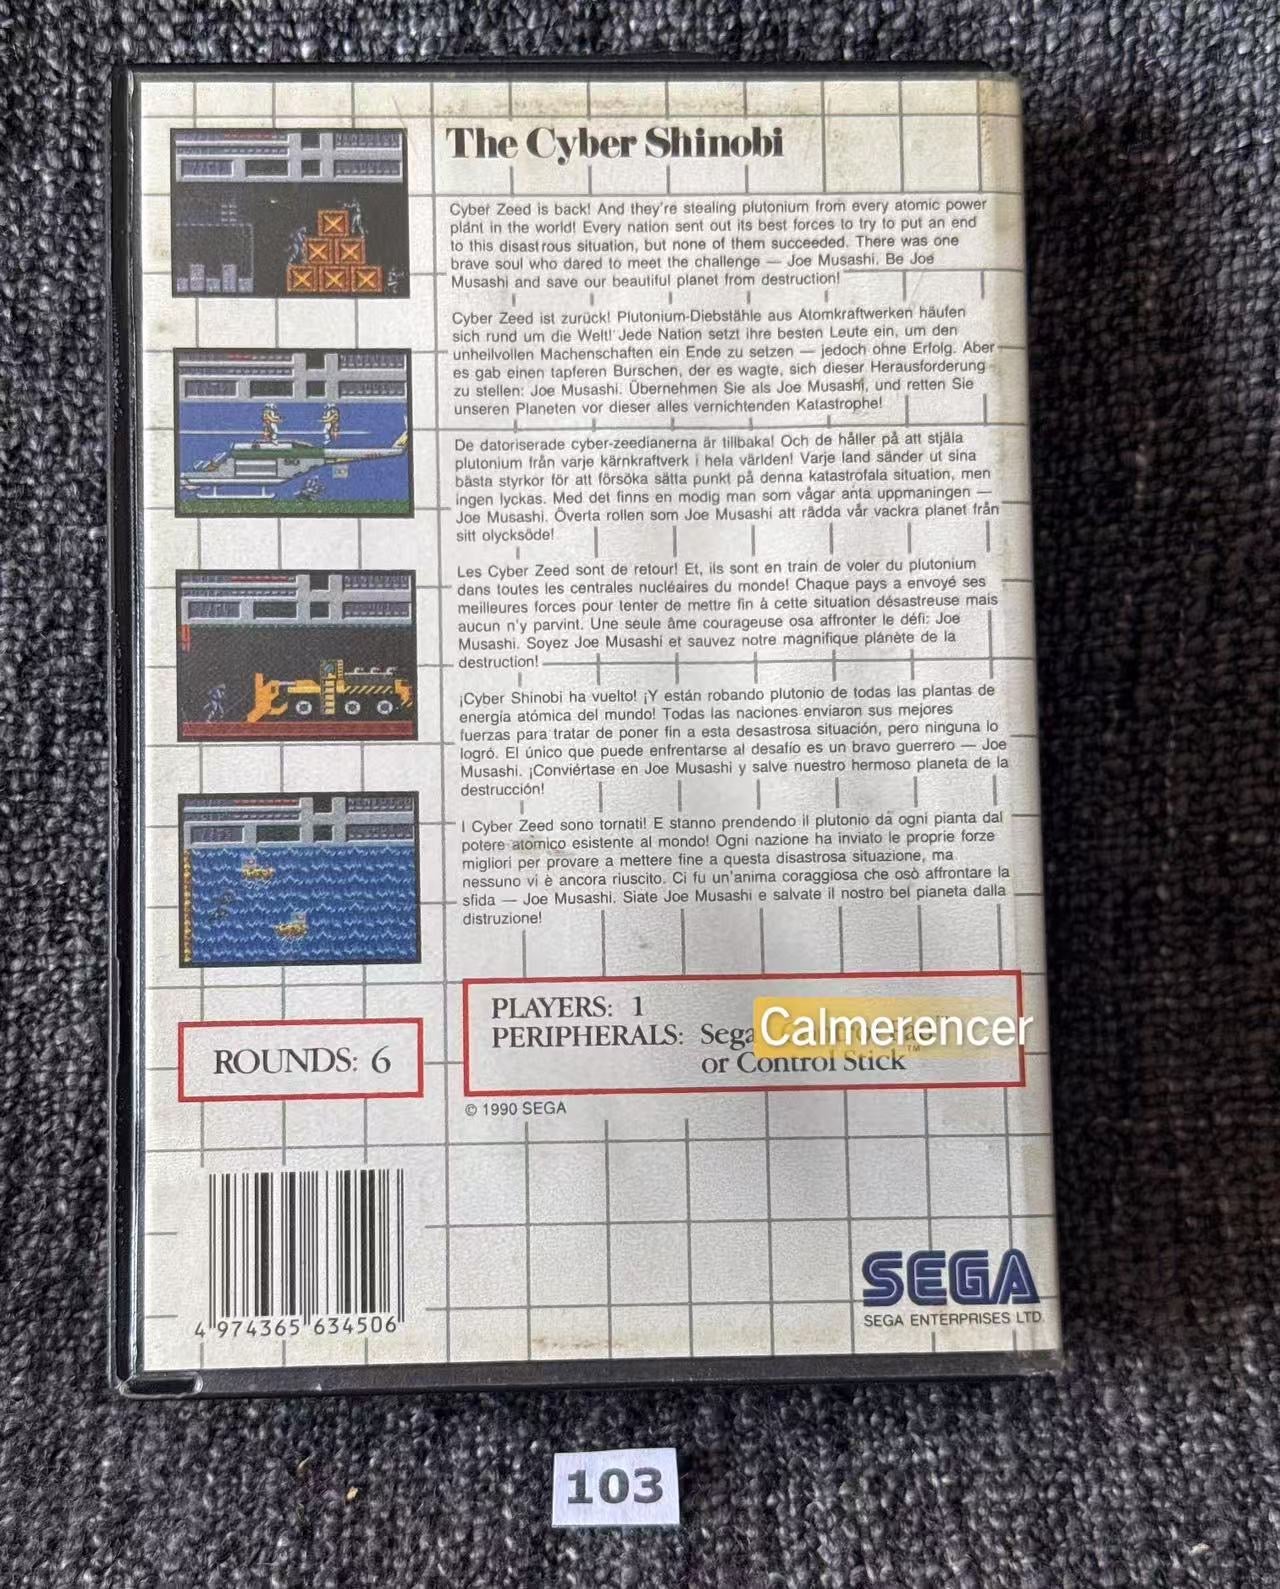 The Cyber Shinobi
Cyber Zeed is back! And they're stealing plutonium from every atomic power
plant in the world! Every nation sent out its best forces to try to put an end
to this disastrous situation, but none of them succeeded. There was one
brave soul who dared to meet the challenge — Joe Musashi. Be Joe
Musashi and save our beautiful planet from destruction!
Cyber Zeed ist zurück! Plutonium-Diebstähle aus Atomkraftwerken häufen
sich rund um die Welt! Jede Nation setzt ihre besten Leute ein, um den
unheilvollen Machenschaften ein Ende zu setzen — jedoch ohne Erfolg. Aber
es gab einen tapferen Burschen, der es wagte, sich dieser Herausforderung
zu stellen: Joe Musashi. Übernehmen Sie als Joe Musashi, und retten Sie
unseren Planeten vor dieser alles vernichtenden Katastrophe!
De datoriserade cyber-zeedianerna är tillbaka! Och de håller på att stjäla
plutonium från varje kärnkraftverk i hela världen! Varje land sänder ut sina
bästa styrkor för att försöka sätta punkt på denna katastrofala situation, men
ingen lyckas. Med det finns en modig man som vågar anta uppmaningen —
Joe Musashi. Överta rollen som Joe Musashi att rädda vår vackra planet från
sitt olycksöde!
Les Cyber Zeed sont de retour! Et, ils sont en train de voler du plutonium
dans toutes les centrales nucléaires du monde! Chaque pays a envoyé ses
meilleures forces pour tenter de mettre fin à cette situation désastreuse mais
aucun n'y parvint. Une seule âme courageuse osa affronter le défi: Joe
Musashi. Soyez Joe Musashi et sauvez notre magnifique planète de la
destruction!
¡Cyber Shinobi ha vuelto! ¡Y están robando plutonio de todas las plantas de
energía atómica del mundo! Todas las naciones enviaron sus mejores
fuerzas para tratar de poner fin a esta desastrosa situación, pero ninguna lo
logró. El único que puede enfrentarse al desafío es un bravo guerrero — Joe
Musashi. ¡Conviértase en Joe Musashi y salve nuestro hermoso planeta de la
destrucción!
I Cyber Zeed sono tornati! E stanno prendendo il plutonio da ogni pianta dal
potere atomico esistente al mondo! Ogni nazione ha inviato le proprie forze
migliori per provare a mettere fine a questa disastrosa situazione, ma
nessuno vi è ancora riuscito. Ci fu un'anima coraggiosa che osò affrontare la
sfida — Joe Musashi. Siate Joe Musashi e salvate il nostro bel pianeta dalla
distruzione!
PLAYERS: 1
PERIPHERALS: Sega
Calmerencer
or Control Stick™
ROUNDS: 6
© 1990 SEGA
4 974365 634506
SEGA
SEGA ENTERPRISES LTD.
103